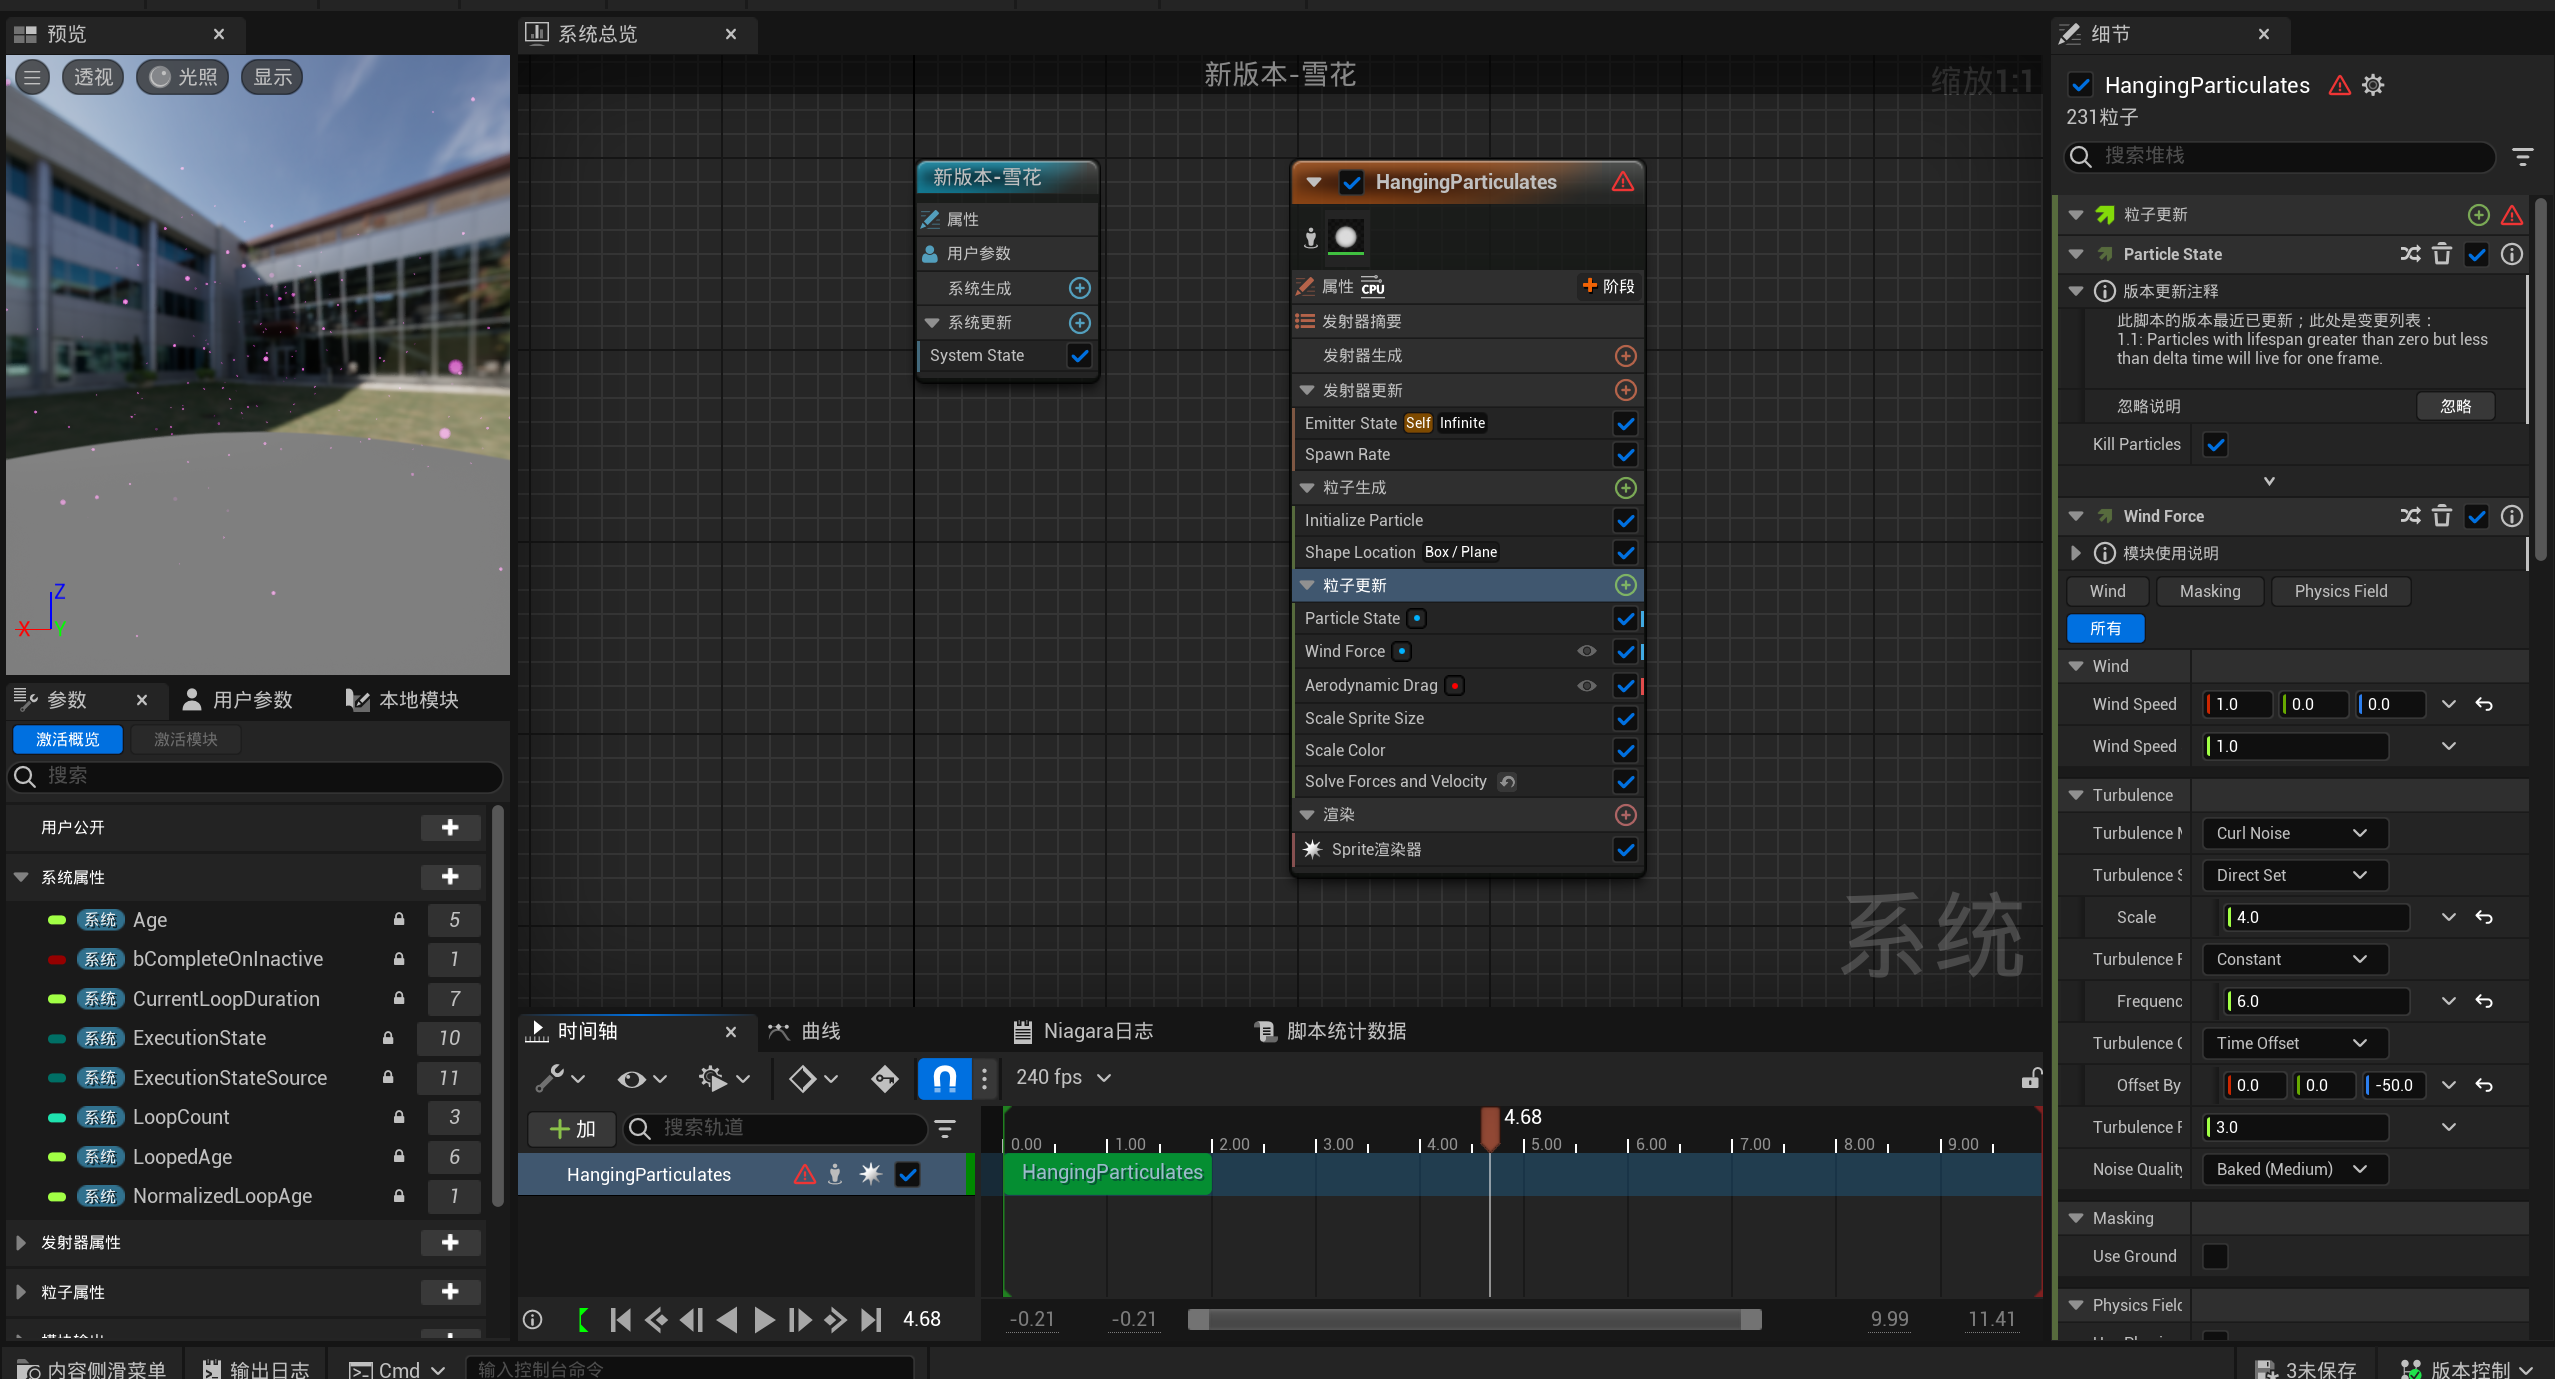 预览
透视
光照
显示
Z
X
Y
系统总览
新版本-雪花
缩放1:1
新版本-雪花
属性
用户参数
系统生成
系统更新
System State
HangingParticulates
属性
CPU
阶段
发射器摘要
发射器生成
发射器更新
Emitter State Self Infinite
Spawn Rate
粒子生成
Initialize Particle
Shape Location Box / Plane
粒子更新
Particle State
Wind Force
Aerodynamic Drag
Scale Sprite Size
Scale Color
Solve Forces and Velocity
渲染
Sprite渲染器
系统
参数
用户参数
本地模块
激活概览
激活模块
搜索
用户公开
系统属性
系统 Age 5
系统 bCompleteOnInactive 1
系统 CurrentLoopDuration 7
系统 ExecutionState 10
系统 ExecutionStateSource 11
系统 LoopCount 3
系统 LoopedAge 6
系统 NormalizedLoopAge 1
发射器属性
粒子属性
时间轴
曲线
Niagara日志
脚本统计数据
240 fps
加
搜索轨道
4.68
0.00 1.00 2.00 3.00 4.00 5.00 6.00 7.00 8.00 9.00
HangingParticulates
HangingParticulates
4.68
-0.21
-0.21
9.99
11.41
细节
HangingParticulates
231粒子
搜索堆栈
粒子更新
Particle State
版本更新注释
此脚本的版本最近已更新；此处是变更列表：
1.1: Particles with lifespan greater than zero but less
than delta time will live for one frame.
忽略说明
忽略
Kill Particles
Wind Force
模块使用说明
Wind
Masking
Physics Field
所有
Wind
Wind Speed 1.0 0.0 0.0
Wind Speed 1.0
Turbulence
Turbulence Curl Noise
Turbulence Direct Set
Scale 4.0
Turbulence Constant
Frequenc 6.0
Turbulence Time Offset
Offset By 0.0 0.0 -50.0
Turbulence 3.0
Noise Quality Baked (Medium)
Masking
Use Ground
Physics Field
内容侧滑菜单
输出日志
Cmd
输入控制台命令
3未保存
版本控制